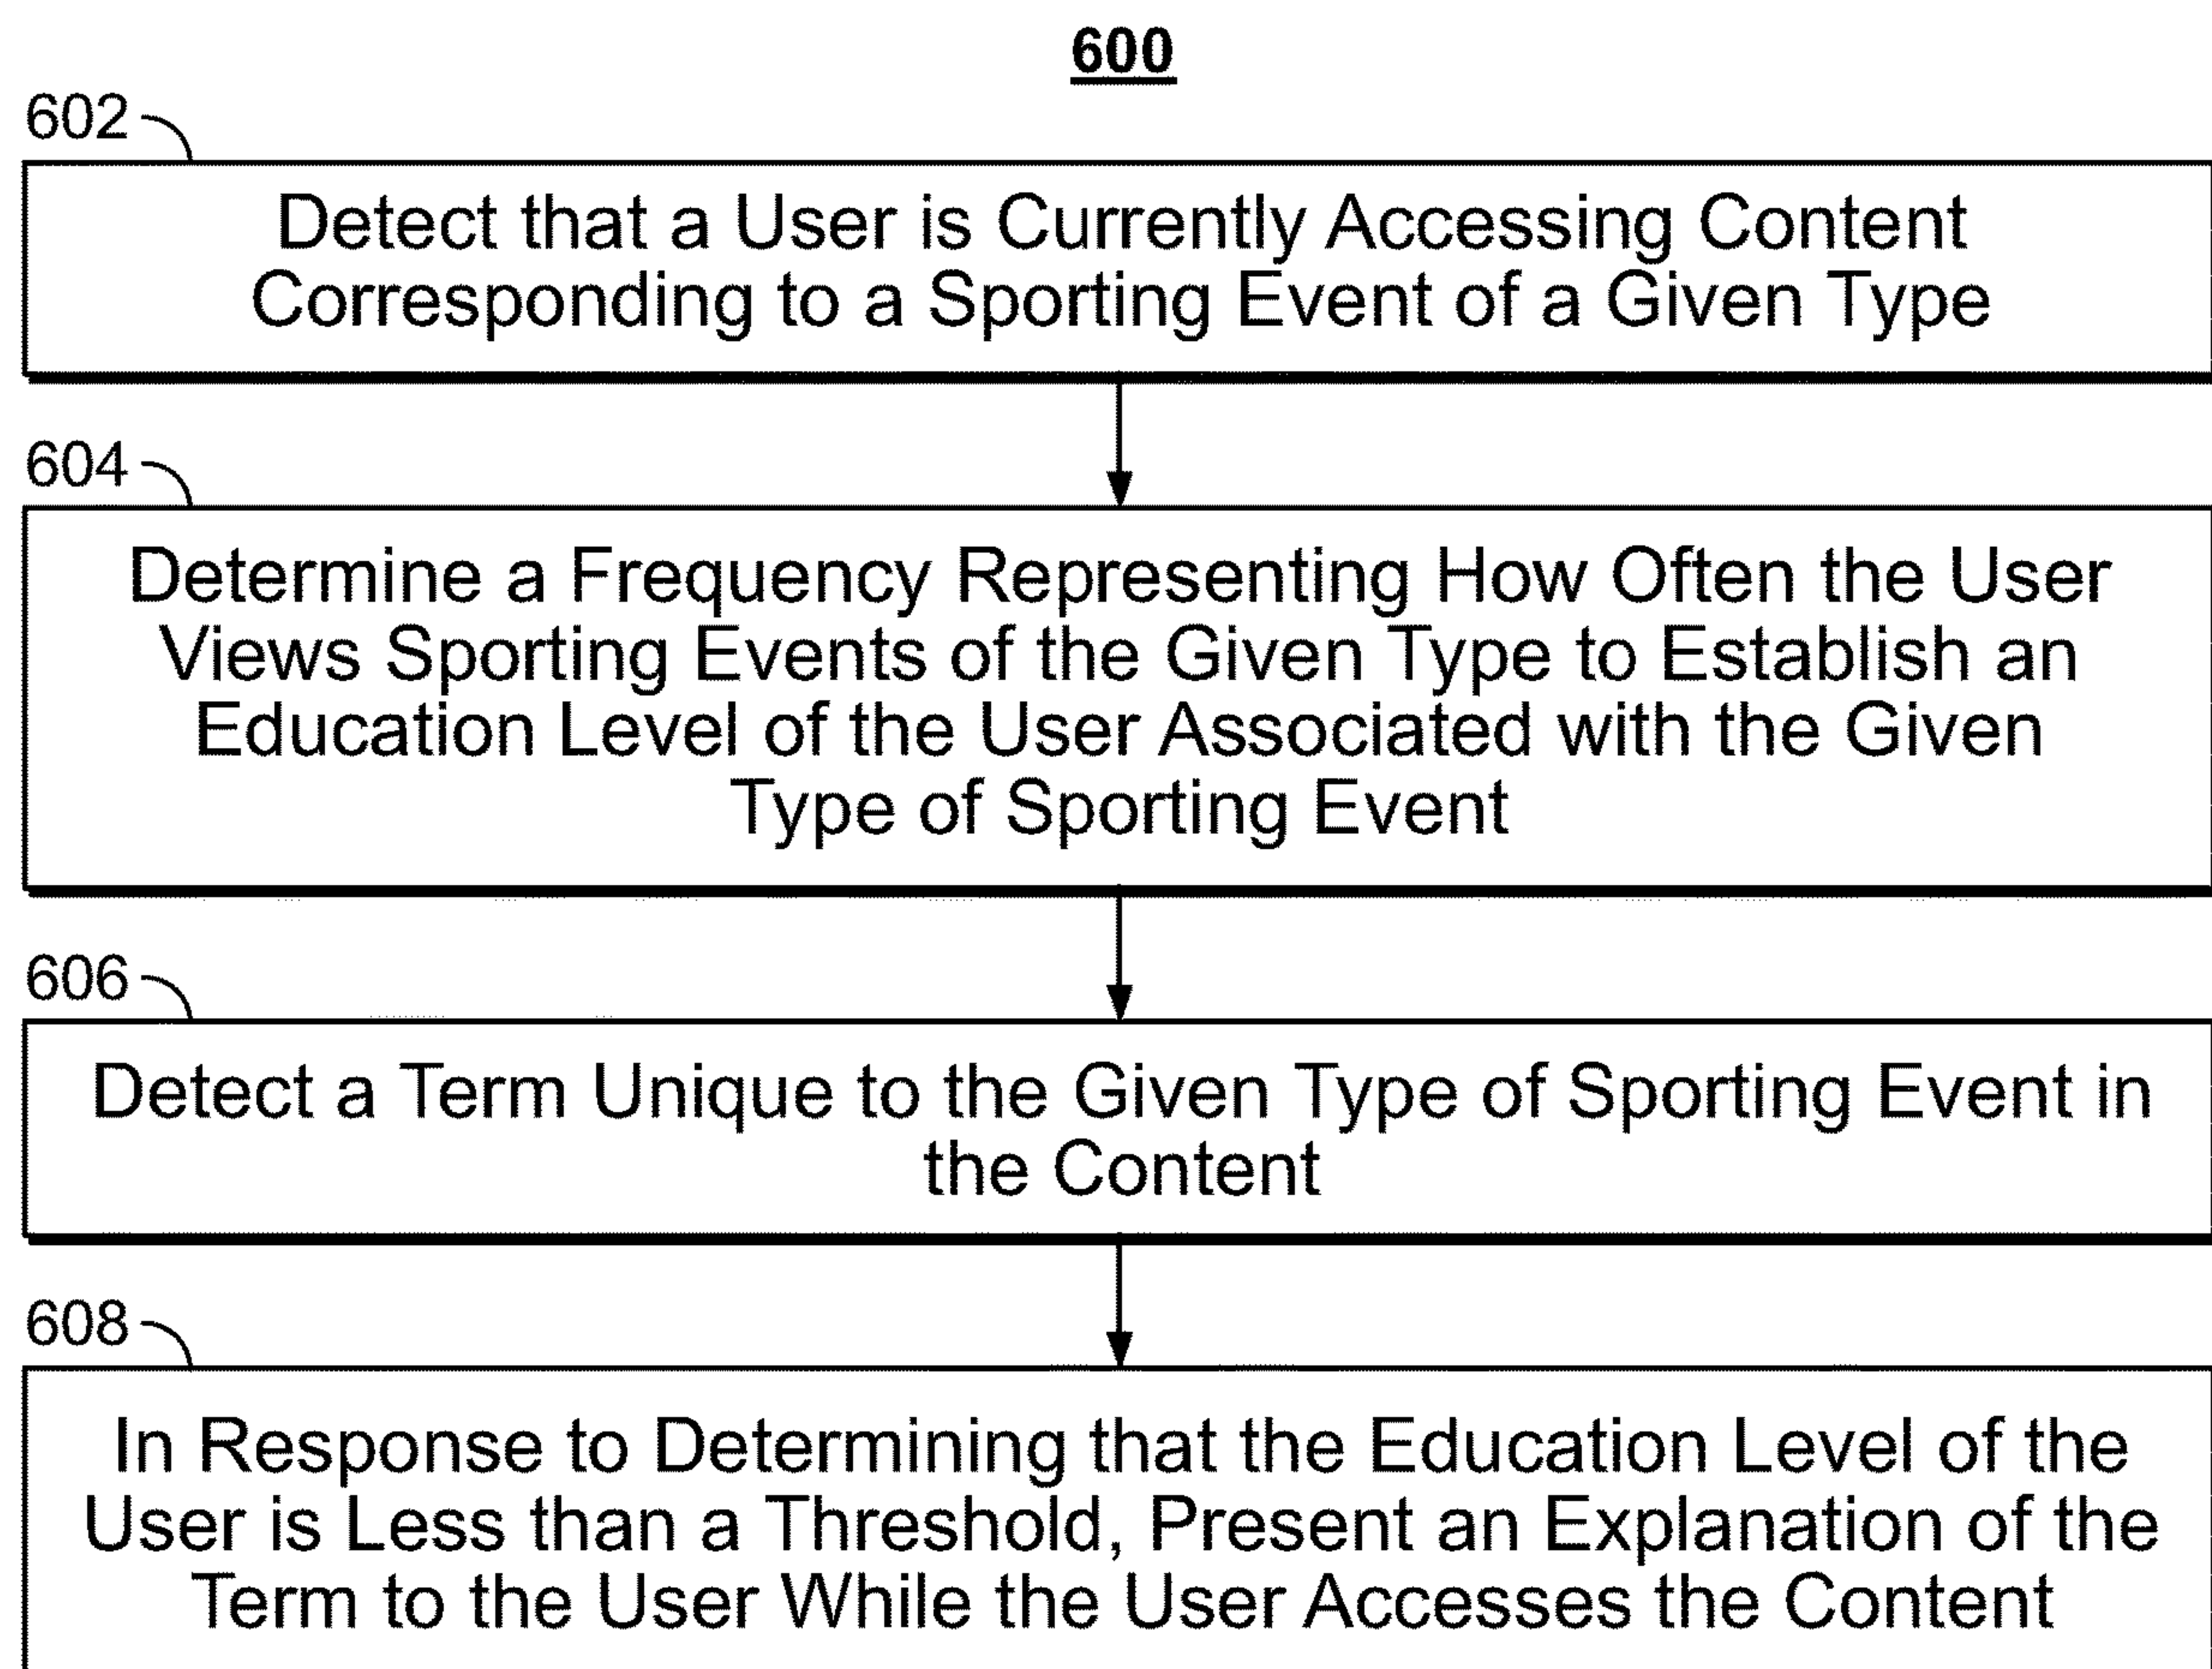 600
602
Detect that a User is Currently Accessing Content
Corresponding to a Sporting Event of a Given Type
604
Determine a Frequency Representing How Often the User
Views Sporting Events of the Given Type to Establish an
Education Level of the User Associated with the Given
Type of Sporting Event
606
Detect a Term Unique to the Given Type of Sporting Event in
the Content
608
In Response to Determining that the Education Level of the
User is Less than a Threshold, Present an Explanation of the
Term to the User While the User Accesses the Content